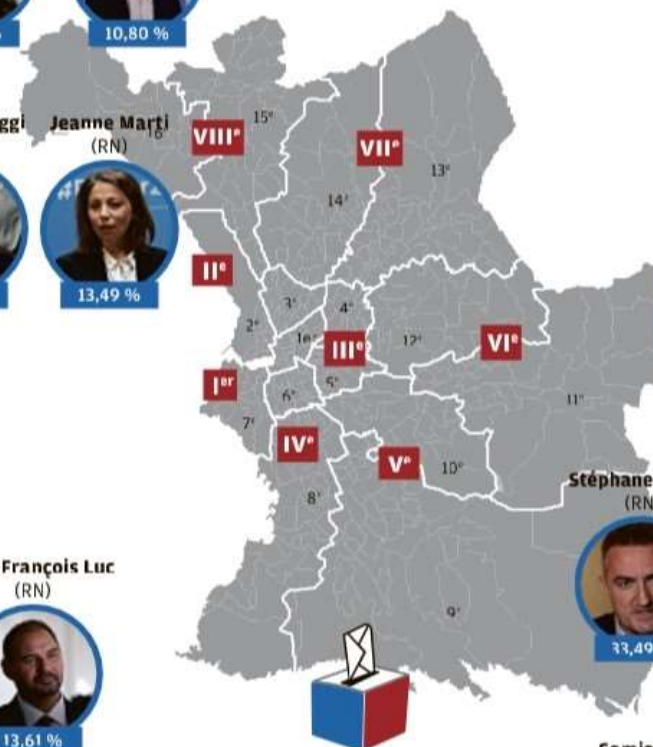 %
10,80 %
ggi
Jeanne Marti
(RN)
13,49 %
VIIIᵉ
VIIᵉ
IIᵉ
IIIᵉ
VIᵉ
Iᵉʳ
IVᵉ
Vᵉ
16ᵉ
15ᵉ
14ᵉ
13ᵉ
3ᵉ
4ᵉ
2ᵉ
1eʳ
12ᵉ
5ᵉ
6ᵉ
7ᵉ
11ᵉ
10ᵉ
8ᵉ
9ᵉ
Stéphane
(RN
33,49
François Luc
(RN)
13,61 %